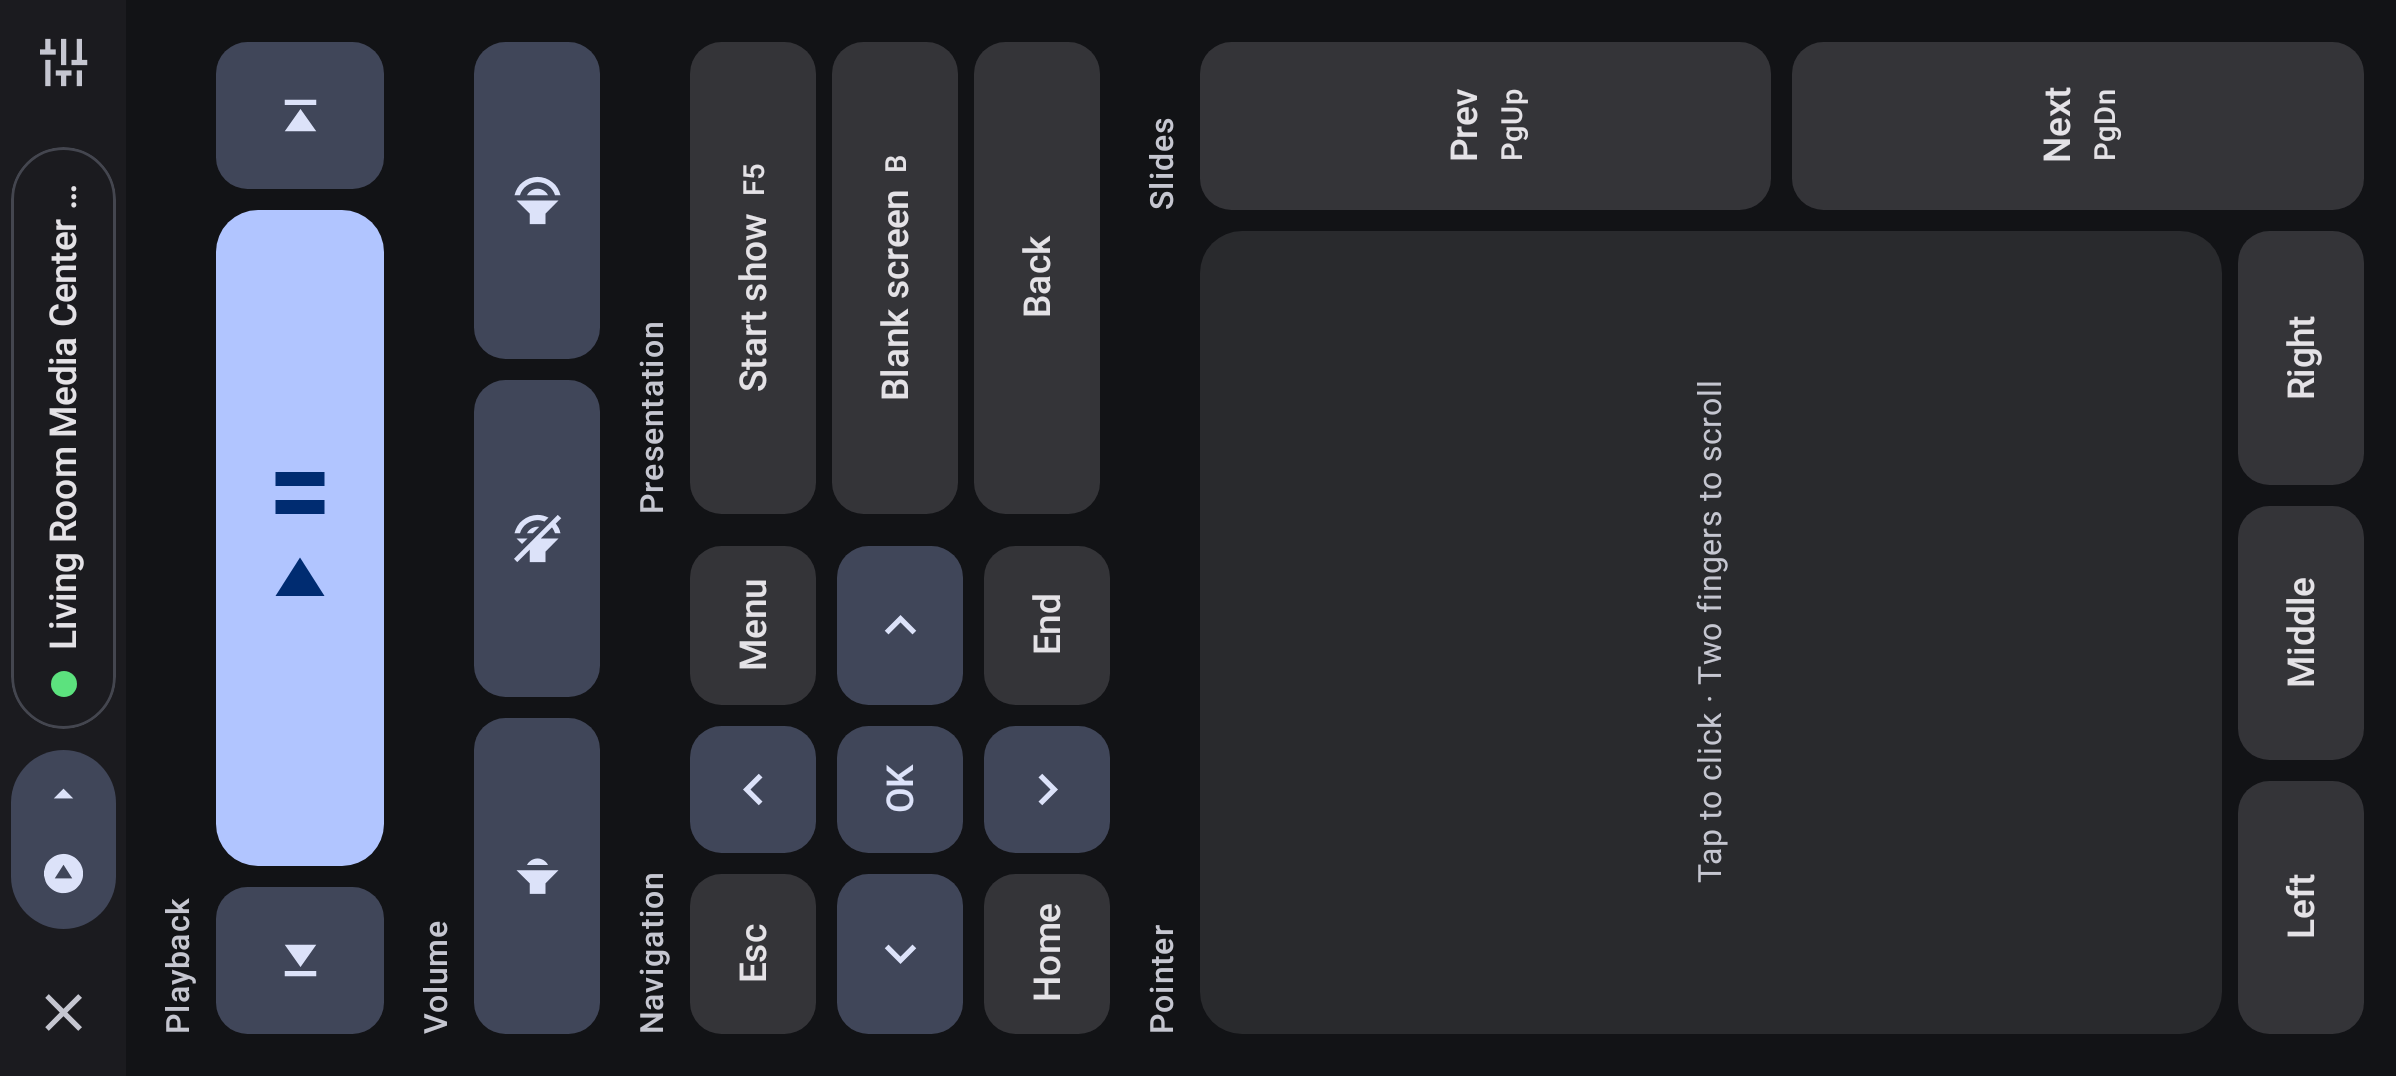 Living Room Media Center ...
Playback
Volume
Navigation
Presentation
Esc
Menu
Start show F5
OK
Blank screen B
Home
End
Back
Pointer
Slides
Tap to click · Two fingers to scroll
Prev
PgUp
Next
PgDn
Left
Middle
Right